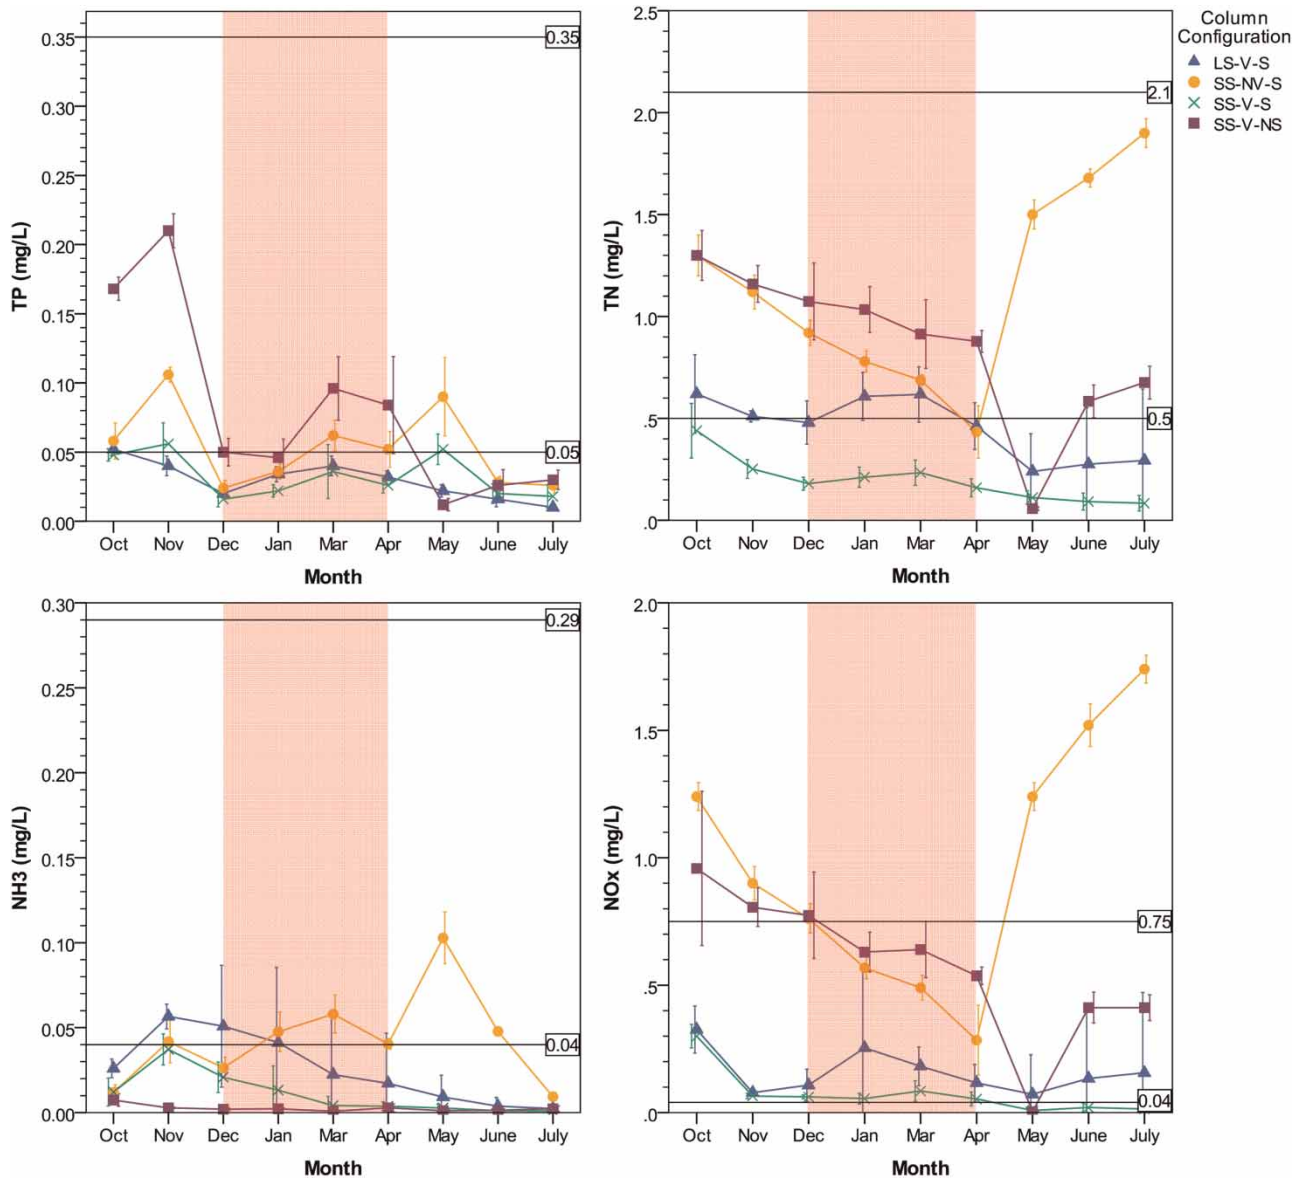 Column
Configuration
LS-V-S
SS-NV-S
SS-V-S
SS-V-NS
TP (mg/L)
0.35
0.30
0.25
0.20
0.15
0.10
0.05
0.00
0.35
0.05
Oct Nov Dec Jan Mar Apr May June July
Month
TN (mg/L)
2.5
2.0
1.5
1.0
.5
.0
2.1
0.5
Oct Nov Dec Jan Mar Apr May June July
Month
NH3 (mg/L)
0.30
0.25
0.20
0.15
0.10
0.05
0.00
0.29
0.04
Oct Nov Dec Jan Mar Apr May June July
Month
NOx (mg/L)
2.0
1.5
1.0
.5
.0
0.75
0.04
Oct Nov Dec Jan Mar Apr May June July
Month